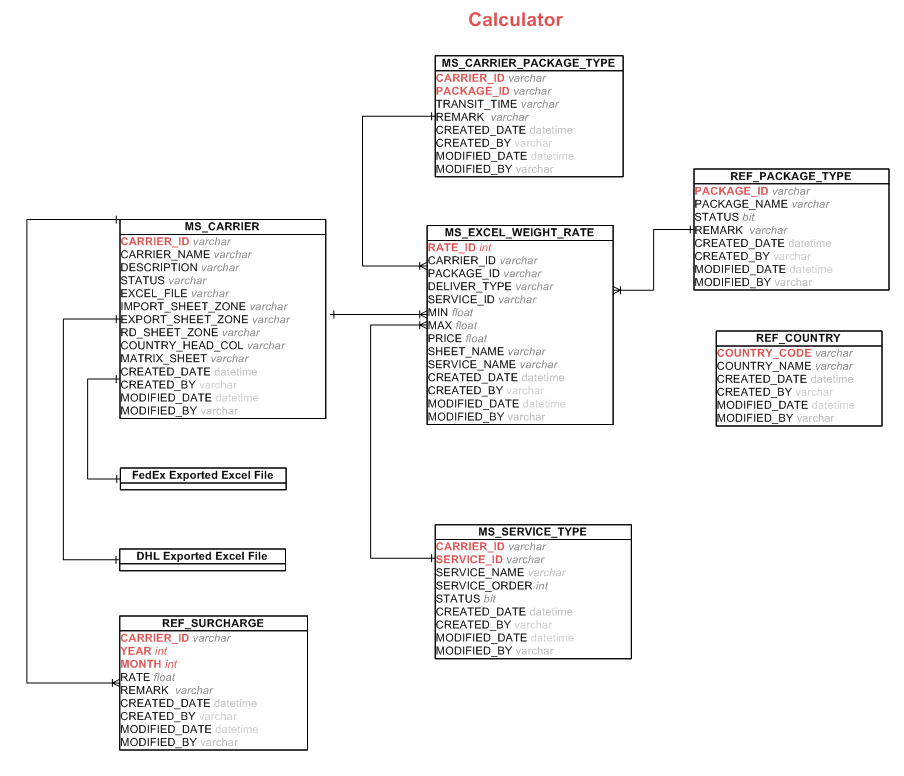 Calculator
MS_CARRIER_PACKAGE_TYPE
CARRIER_ID varchar
PACKAGE_ID varchar
TRANSIT_TIME varchar
REMARK varchar
CREATED_DATE datetime
CREATED_BY varchar
MODIFIED_DATE datetime
MODIFIED_BY varchar
REF_PACKAGE_TYPE
PACKAGE_ID varchar
PACKAGE_NAME varchar
STATUS bit
REMARK varchar
CREATED_DATE datetime
CREATED_BY varchar
MODIFIED_DATE datetime
MODIFIED_BY varchar
MS_CARRIER
CARRIER_ID varchar
CARRIER_NAME varchar
DESCRIPTION varchar
STATUS varchar
EXCEL_FILE varchar
IMPORT_SHEET_ZONE varchar
EXPORT_SHEET_ZONE varchar
RD_SHEET_ZONE varchar
COUNTRY_HEAD_COL varchar
MATRIX_SHEET varchar
CREATED_DATE datetime
CREATED_BY varchar
MODIFIED_DATE datetime
MODIFIED_BY varchar
MS_EXCEL_WEIGHT_RATE
RATE_ID int
CARRIER_ID varchar
PACKAGE_ID varchar
DELIVER_TYPE varchar
SERVICE_ID varchar
MIN float
MAX float
PRICE float
SHEET_NAME varchar
SERVICE_NAME varchar
CREATED_DATE datetime
CREATED_BY varchar
MODIFIED_DATE datetime
MODIFIED_BY varchar
REF_COUNTRY
COUNTRY_CODE varchar
COUNTRY_NAME varchar
CREATED_DATE datetime
CREATED_BY varchar
MODIFIED_DATE datetime
MODIFIED_BY varchar
FedEx Exported Excel File
DHL Exported Excel File
MS_SERVICE_TYPE
CARRIER_ID varchar
SERVICE_ID varchar
SERVICE_NAME varchar
SERVICE_ORDER int
STATUS bit
CREATED_DATE datetime
CREATED_BY varchar
MODIFIED_DATE datetime
MODIFIED_BY varchar
REF_SURCHARGE
CARRIER_ID varchar
YEAR int
MONTH int
RATE float
REMARK varchar
CREATED_DATE datetime
CREATED_BY varchar
MODIFIED_DATE datetime
MODIFIED_BY varchar